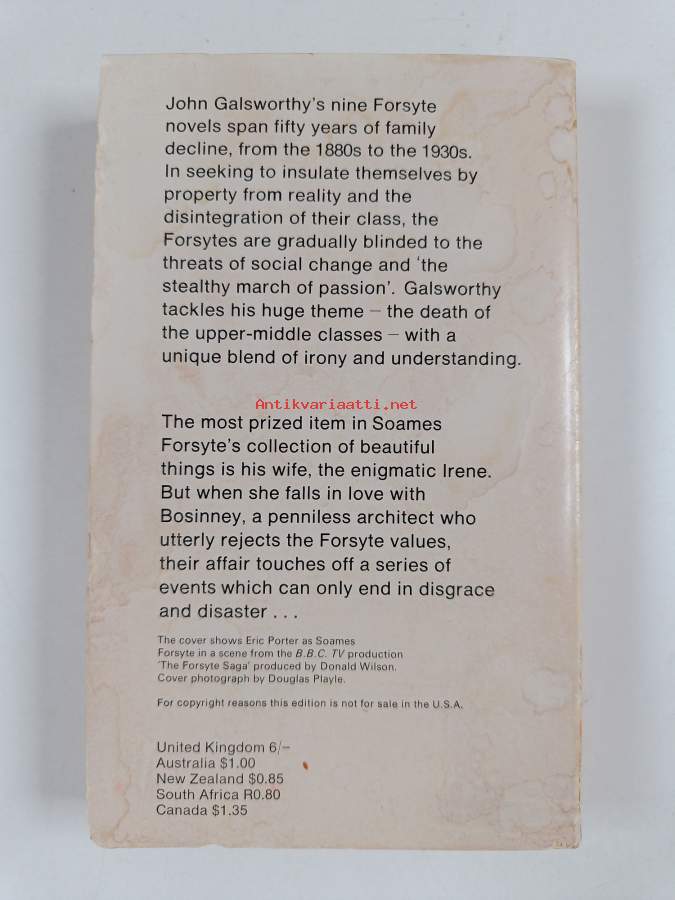 John Galsworthy's nine Forsyte
novels span fifty years of family
decline, from the 1880s to the 1930s.
In seeking to insulate themselves by
property from reality and the
disintegration of their class, the
Forsytes are gradually blinded to the
threats of social change and 'the
stealthy march of passion'. Galsworthy
tackles his huge theme – the death of
the upper-middle classes – with a
unique blend of irony and understanding.
Antikvariaatti.net
The most prized item in Soames
Forsyte's collection of beautiful
things is his wife, the enigmatic Irene.
But when she falls in love with
Bosinney, a penniless architect who
utterly rejects the Forsyte values,
their affair touches off a series of
events which can only end in disgrace
and disaster . . .
The cover shows Eric Porter as Soames
Forsyte in a scene from the B.B.C. TV production
'The Forsyte Saga' produced by Donald Wilson.
Cover photograph by Douglas Playle.
For copyright reasons this edition is not for sale in the U.S.A.
United Kingdom 6/–
Australia $1.00
New Zealand $0.85
South Africa R0.80
Canada $1.35